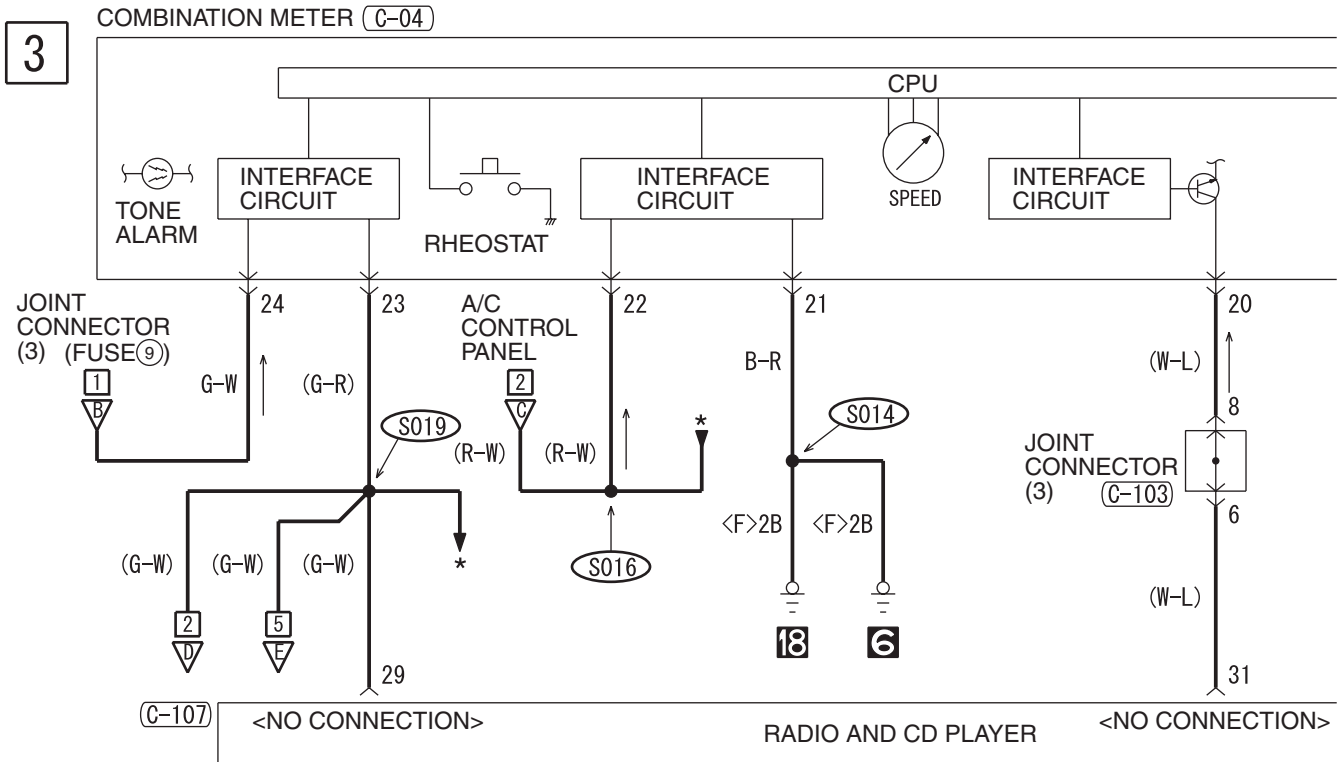 3
COMBINATION METER C-04
CPU
TONE
ALARM
INTERFACE
CIRCUIT
RHEOSTAT
INTERFACE
CIRCUIT
SPEED
INTERFACE
CIRCUIT
JOINT
CONNECTOR
(3) (FUSE⑨)
24
23
A/C
CONTROL
PANEL
22
21
20
1
B
G-W
(G-R)
2
C
B-R
(W-L)
8
S019
(R-W)
(R-W)
*
S014
JOINT
CONNECTOR
(3) C-103
6
(G-W)
(G-W)
(G-W)
*
S016
<F>2B
<F>2B
(W-L)
2
D
5
E
18
6
29
31
C-107
<NO CONNECTION>
RADIO AND CD PLAYER
<NO CONNECTION>